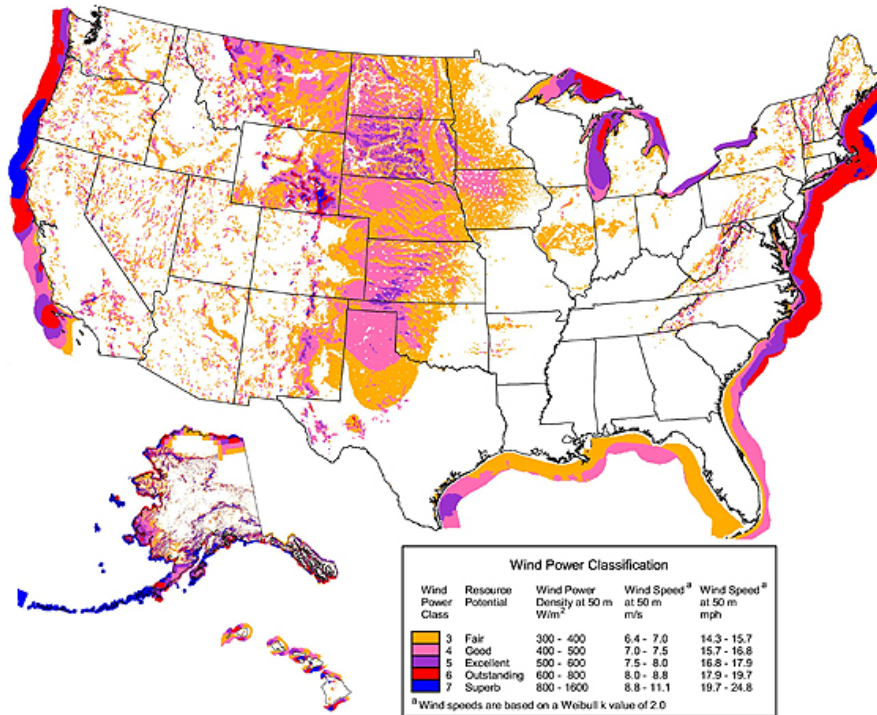 Wind Power Classification
Wind Power Class Resource Potential Wind Power Density at 50 m W/m² Wind Speedᵃ at 50 m m/s Wind Speedᵃ at 50 m mph
3 Fair 300 - 400 6.4 - 7.0 14.3 - 15.7
4 Good 400 - 500 7.0 - 7.5 15.7 - 16.8
5 Excellent 500 - 600 7.5 - 8.0 16.8 - 17.9
6 Outstanding 600 - 800 8.0 - 8.8 17.9 - 19.7
7 Superb 800 - 1600 8.8 - 11.1 19.7 - 24.8
ᵃ Wind speeds are based on a Weibull k value of 2.0